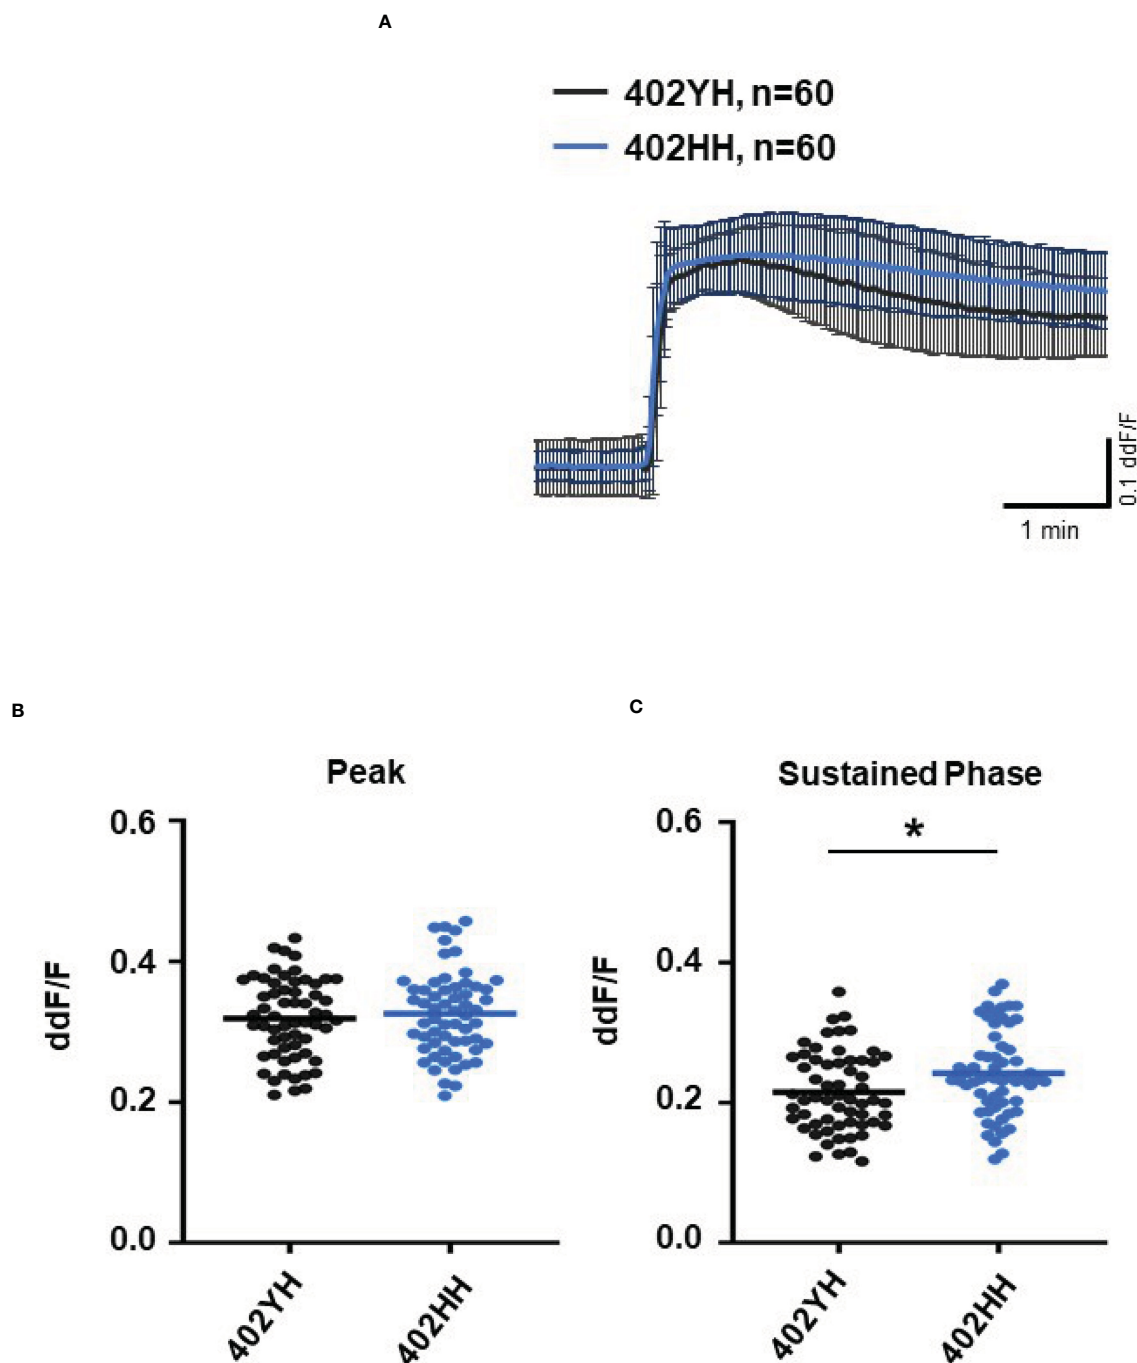 A
402YH, n=60
402HH, n=60
0.1 ddF/F
1 min
B
Peak
0.6
0.4
0.2
0.0
ddF/F
402YH
402HH
C
Sustained Phase
*
0.6
0.4
0.2
0.0
ddF/F
402YH
402HH